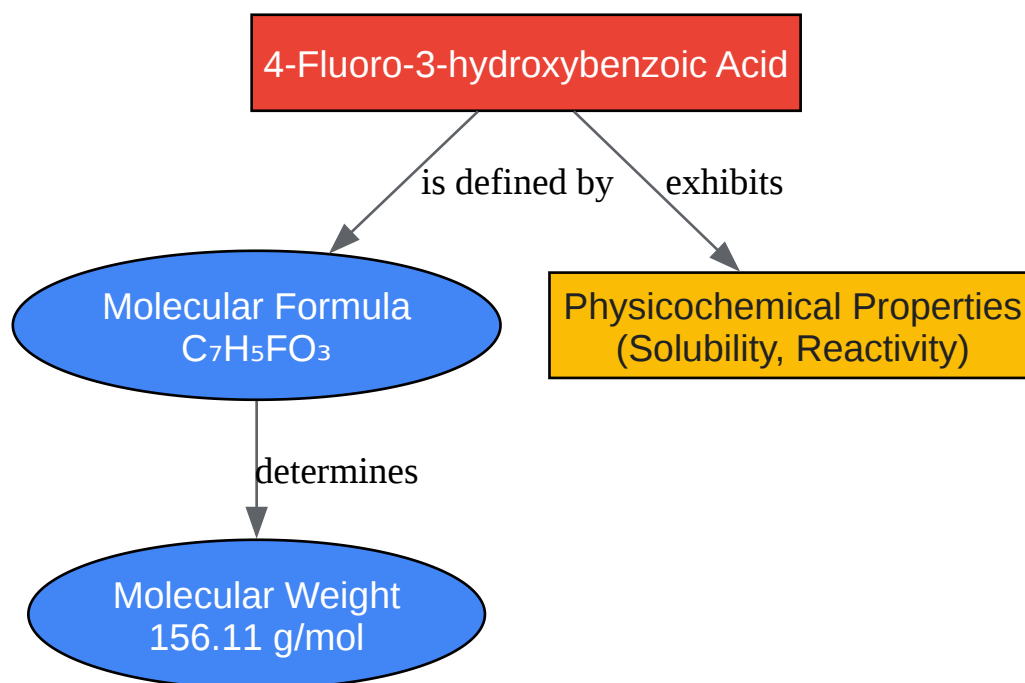 4-Fluoro-3-hydroxybenzoic Acid
is defined by
exhibits
Molecular Formula
C₇H₅FO₃
Physicochemical Properties
(Solubility, Reactivity)
determines
Molecular Weight
156.11 g/mol